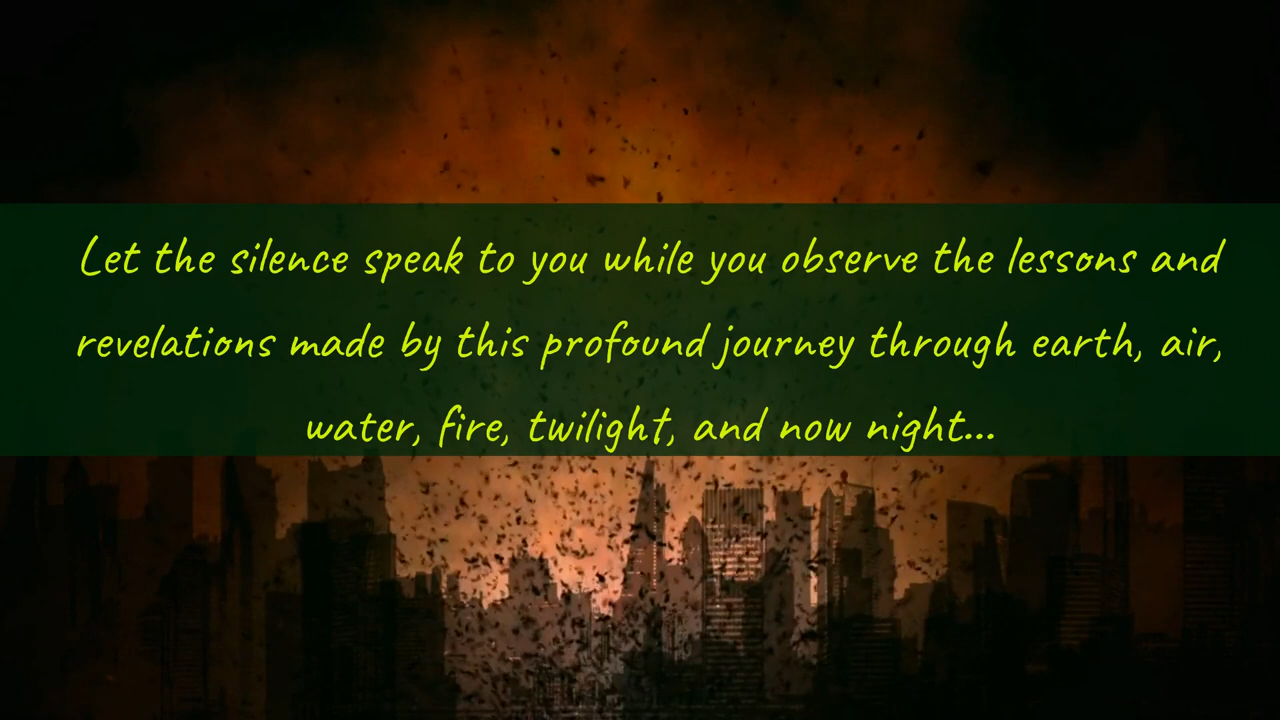 Let the silence speak to you while you observe the lessons and
revelations made by this profound journey through earth, air,
water, fire, twilight, and now night...